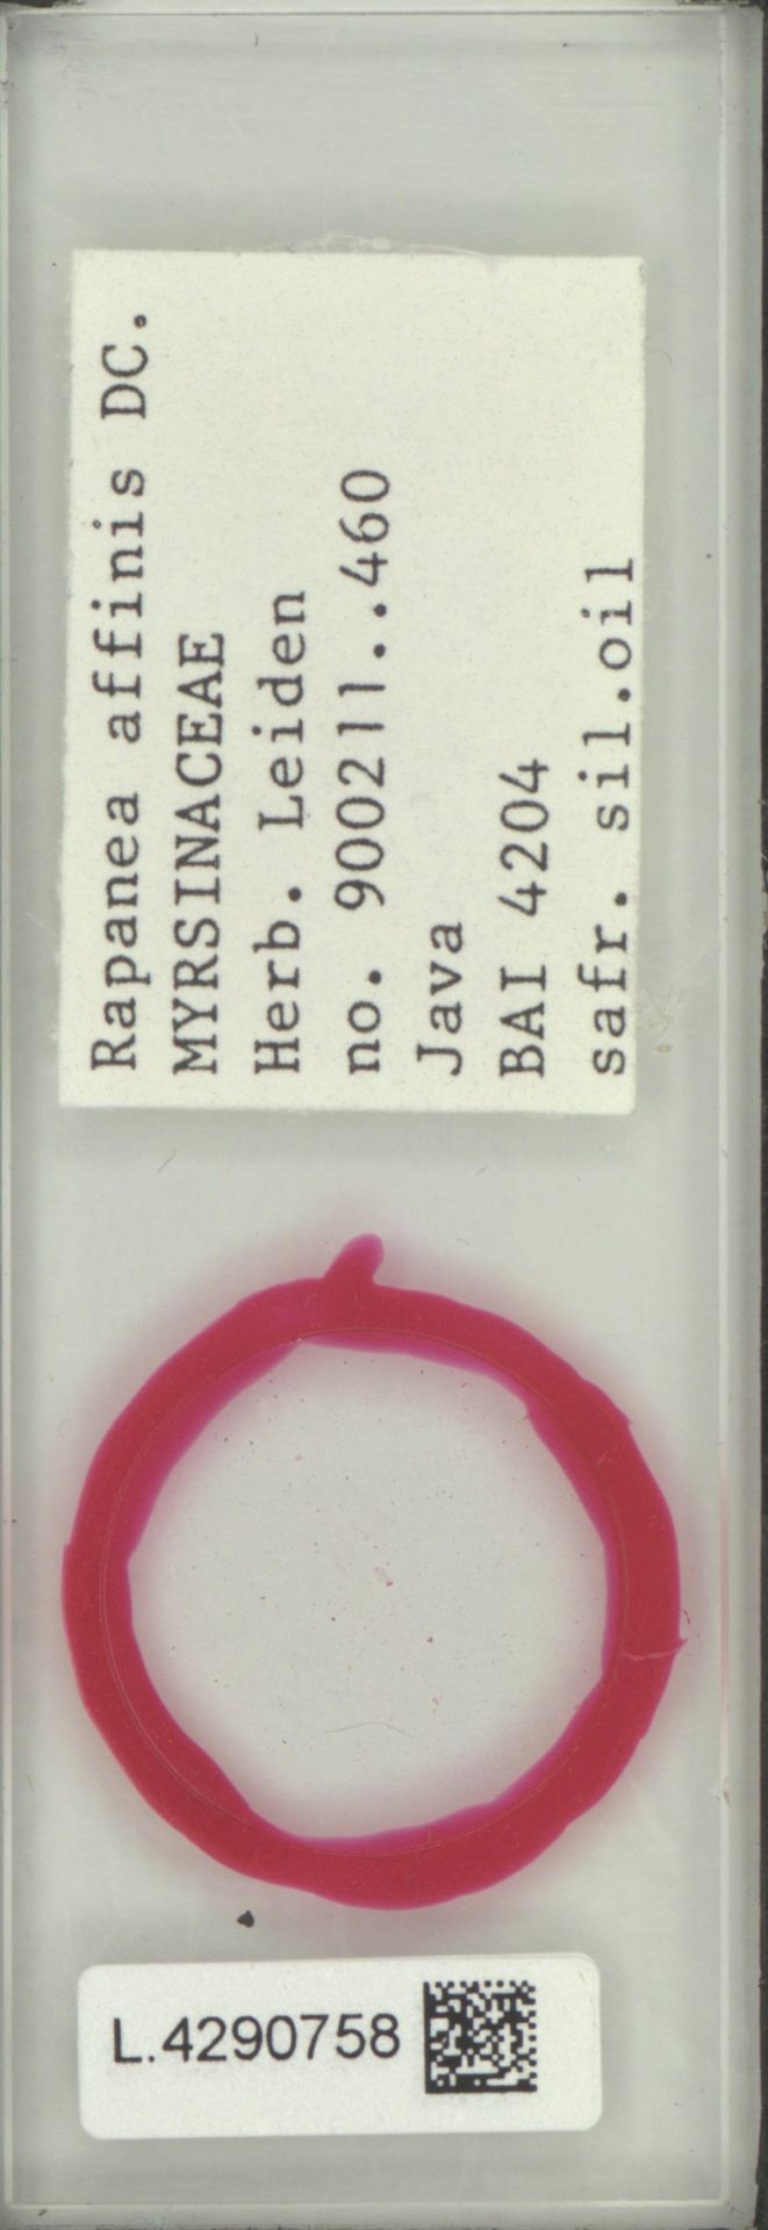 Rapanea affinis DC.
MYRSINACEAE
Herb. Leiden
no. 900211..460
Java
BAI 4204
safr. sil.oil
L.4290758